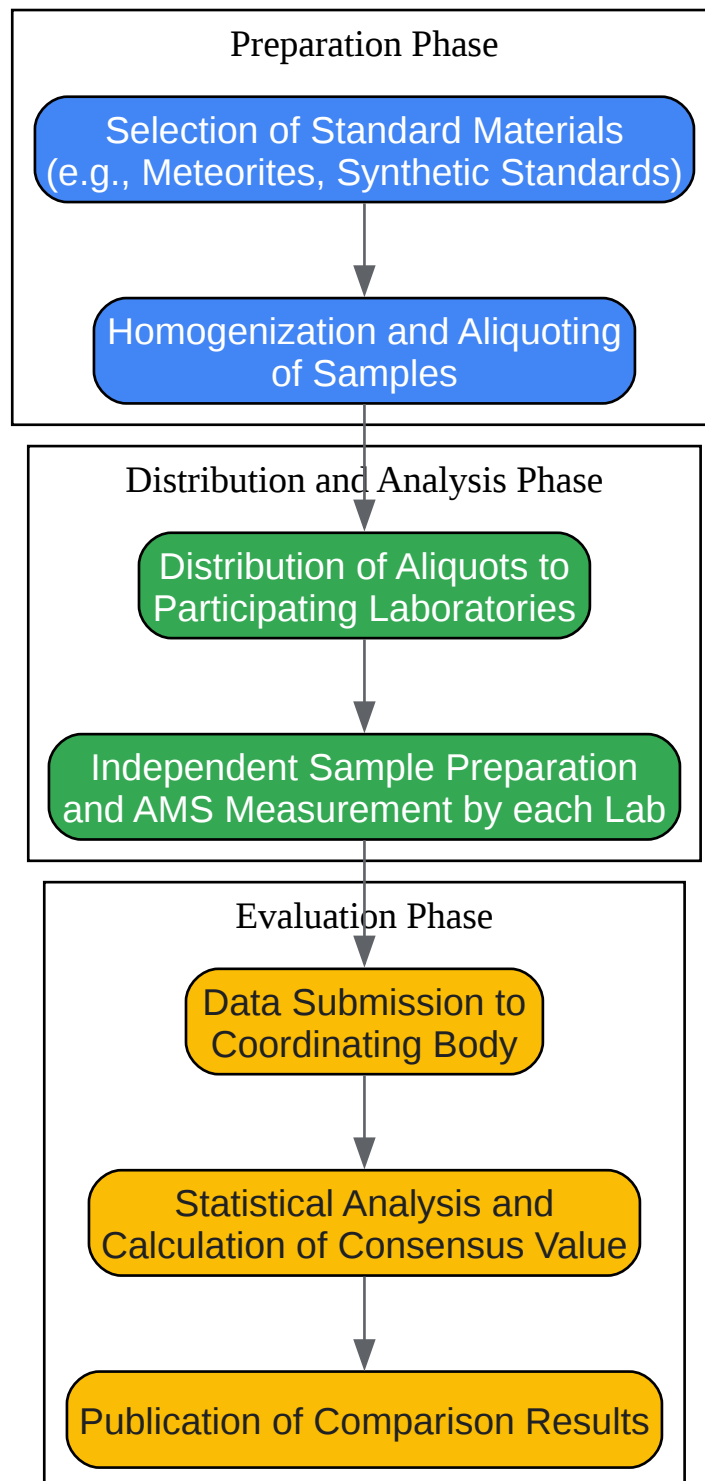 Preparation Phase
Selection of Standard Materials
(e.g., Meteorites, Synthetic Standards)
Homogenization and Aliquoting
of Samples
Distribution and Analysis Phase
Distribution of Aliquots to
Participating Laboratories
Independent Sample Preparation
and AMS Measurement by each Lab
Evaluation Phase
Data Submission to
Coordinating Body
Statistical Analysis and
Calculation of Consensus Value
Publication of Comparison Results